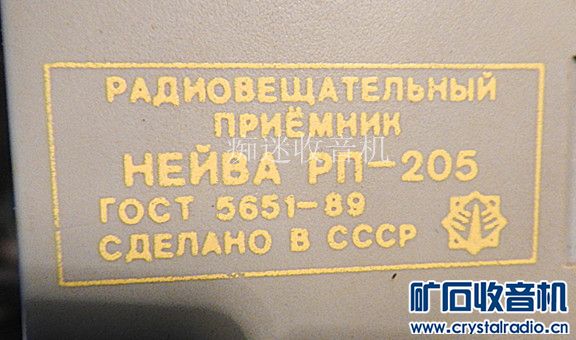 РАДИОВЕЩАТЕЛЬНЫЙ
ПРИЁМНИК
痴迷收音机
НЕЙВА РП-205
ГОСТ 5651-89
СДЕЛАНО В СССР
矿石收音机
www.crystalradio.cn